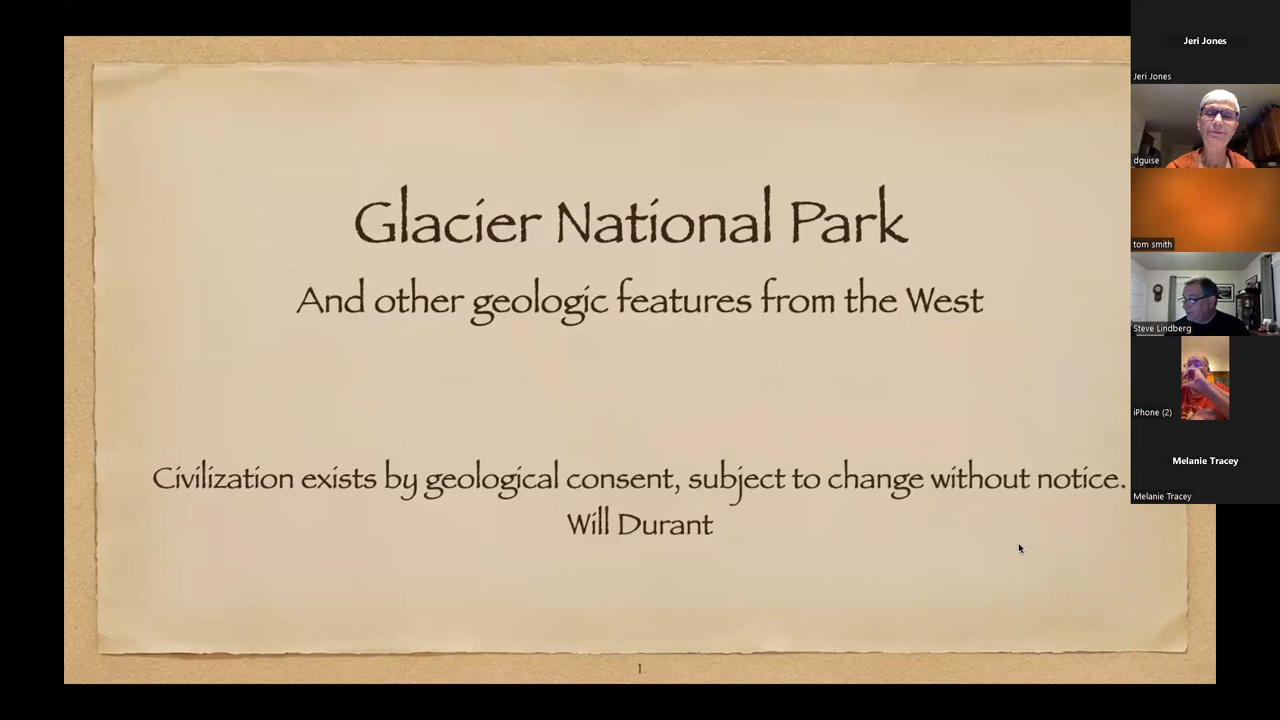 Glacier National Park
And other geologic features from the West
Civilization exists by geological consent, subject to change without notice.
Will Durant
1
Jeri Jones
Jeri Jones
dguise
tom smith
Steve Lindberg
iPhone (2)
Melanie Tracey
Melanie Tracey